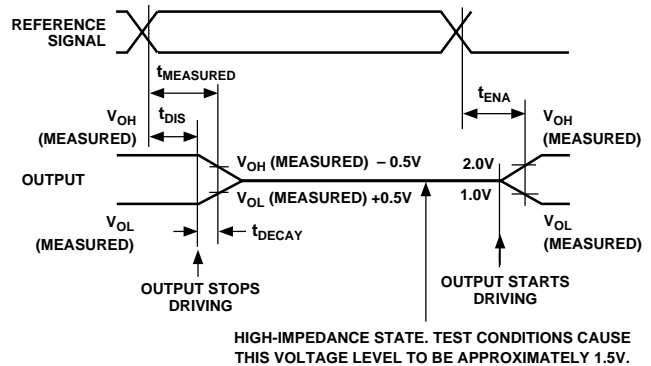 REFERENCE
SIGNAL
tMEASURED
tDIS
tENA
VOH
(MEASURED)
VOH
(MEASURED)
VOH (MEASURED) – 0.5V
2.0V
OUTPUT
VOL (MEASURED) +0.5V
1.0V
VOL
(MEASURED)
tDECAY
VOL
(MEASURED)
OUTPUT STOPS
DRIVING
OUTPUT STARTS
DRIVING
HIGH-IMPEDANCE STATE. TEST CONDITIONS CAUSE
THIS VOLTAGE LEVEL TO BE APPROXIMATELY 1.5V.